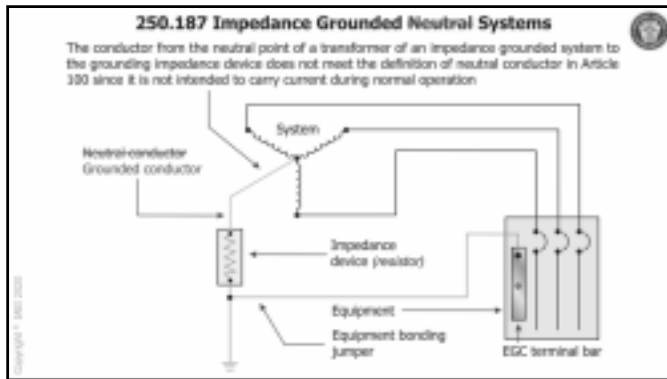 250.187 Impedance Grounded Neutral Systems
The conductor from the neutral point of a transformer of an impedance grounded system to
the grounding impedance device does not meet the definition of neutral conductor in Article
100 since it is not intended to carry current during normal operation
System
Neutral conductor
Grounded conductor
Impedance
device (resistor)
Equipment
Equipment bonding
jumper
EGC terminal bar